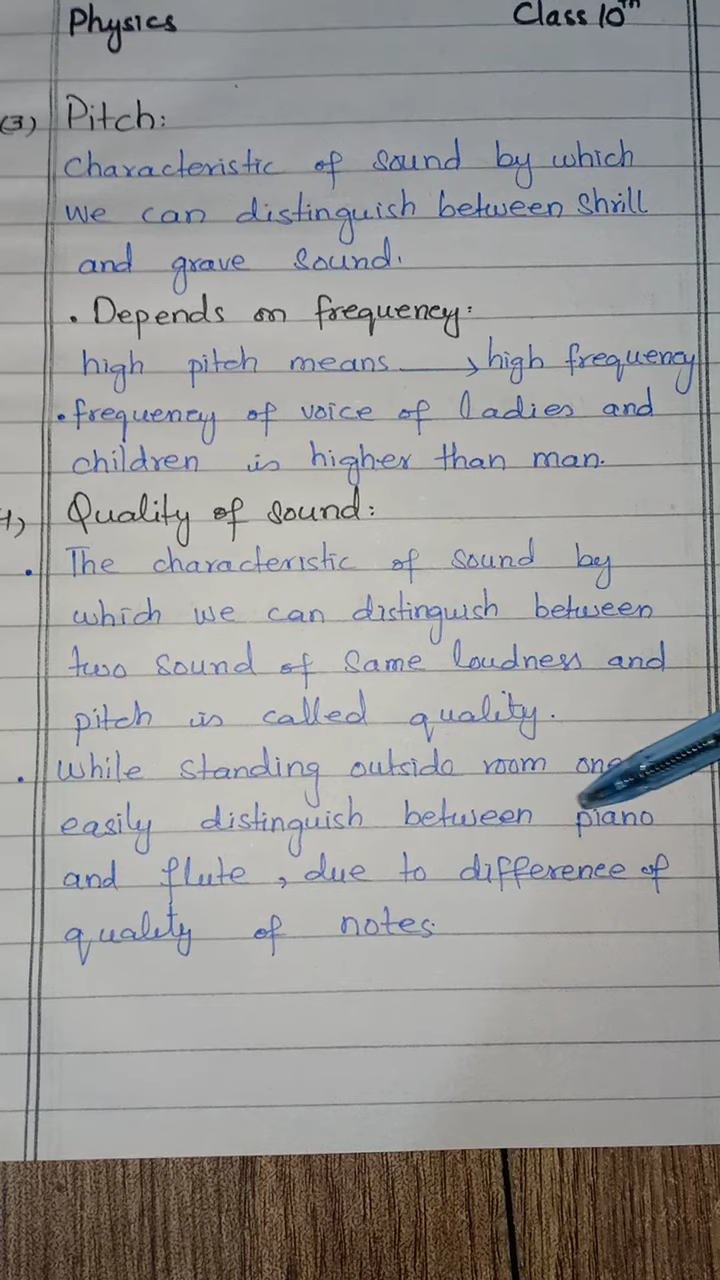 Physics Class 10th
(3) Pitch:
Characteristic of sound by which
we can distinguish between shrill
and grave sound.
. Depends on frequency:
high pitch means → high frequency
. frequency of voice of ladies and
children is higher than man.
4) Quality of sound:
. The characteristic of sound by
which we can distinguish between
two sound of same loudness and
pitch is called quality.
. While standing outside room one
easily distinguish between piano
and flute, due to difference of
quality of notes.